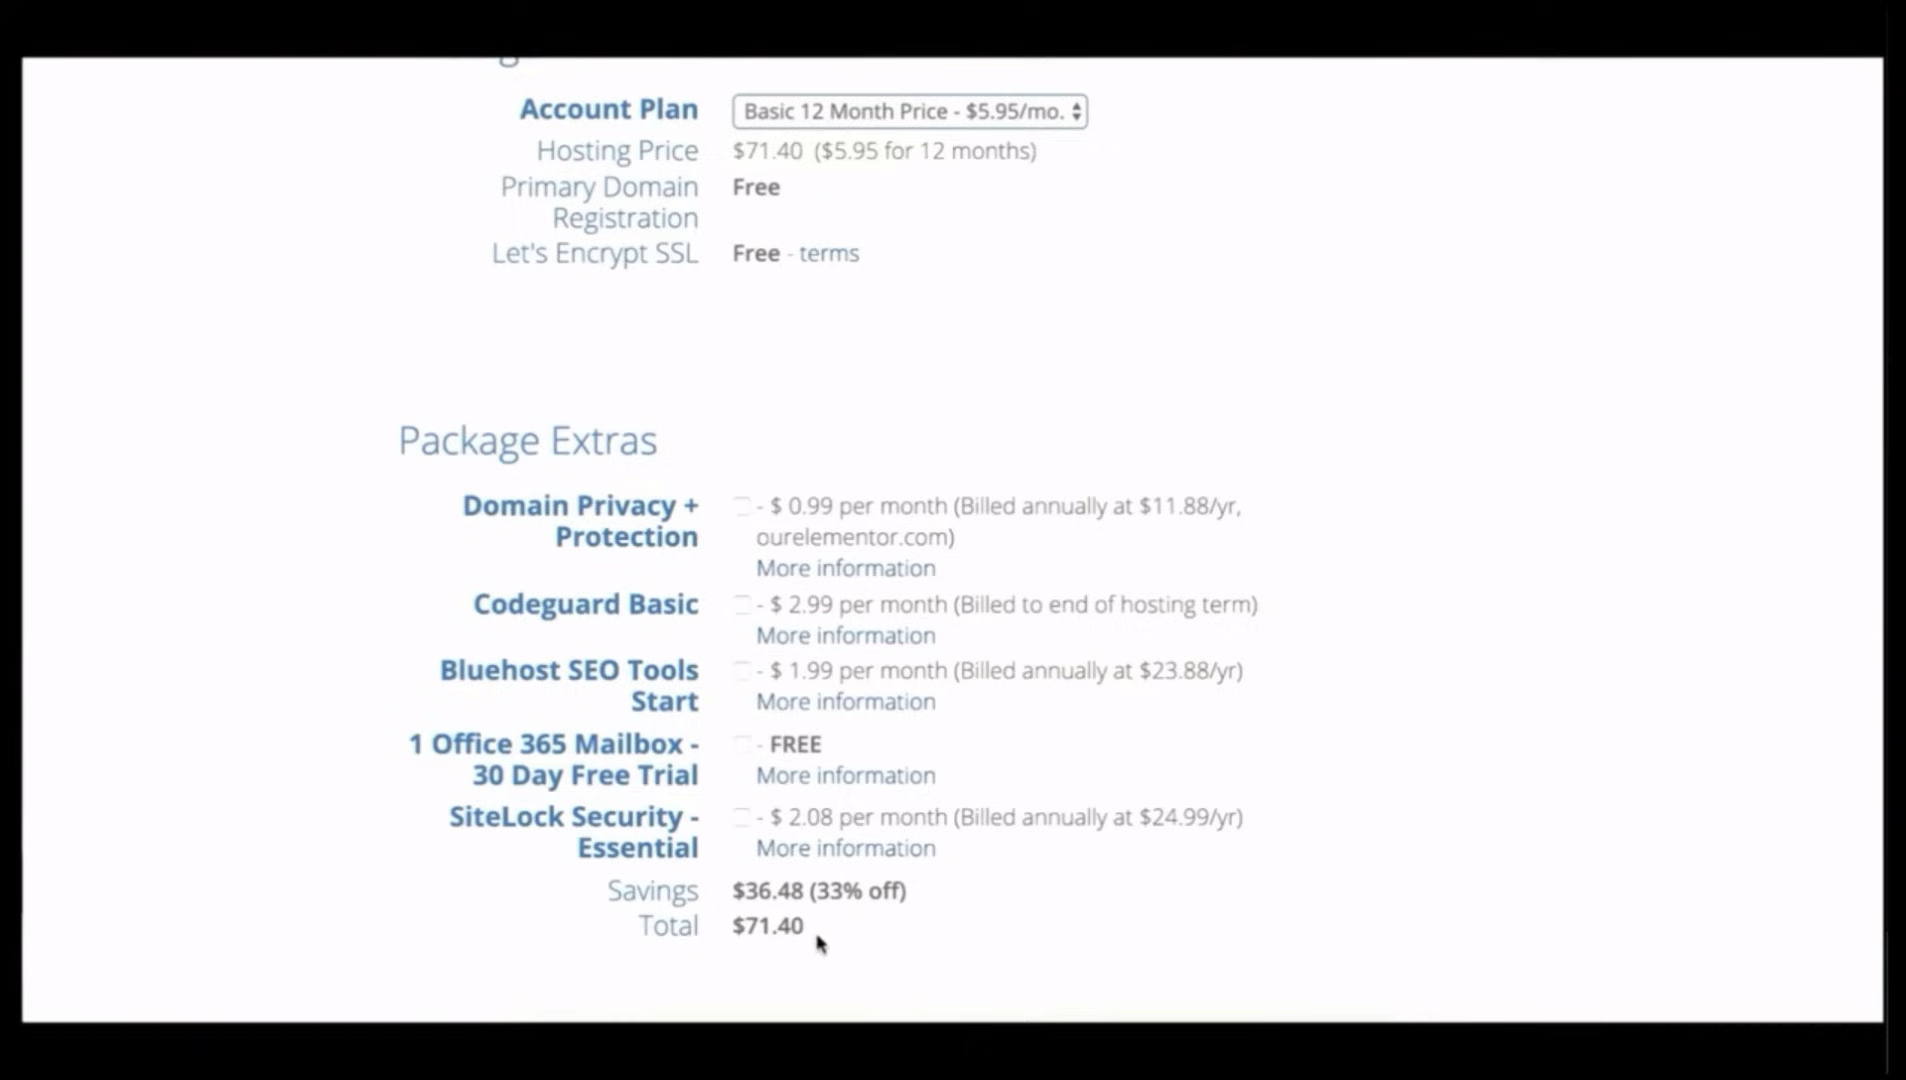 Account Plan Basic 12 Month Price - $5.95/mo.
Hosting Price $71.40 ($5.95 for 12 months)
Primary Domain Registration Free
Let's Encrypt SSL Free - terms
Package Extras
Domain Privacy + Protection - $ 0.99 per month (Billed annually at $11.88/yr,
ourelementor.com)
More information
Codeguard Basic - $ 2.99 per month (Billed to end of hosting term)
More information
Bluehost SEO Tools Start - $ 1.99 per month (Billed annually at $23.88/yr)
More information
1 Office 365 Mailbox - 30 Day Free Trial - FREE
More information
SiteLock Security - Essential - $ 2.08 per month (Billed annually at $24.99/yr)
More information
Savings $36.48 (33% off)
Total $71.40